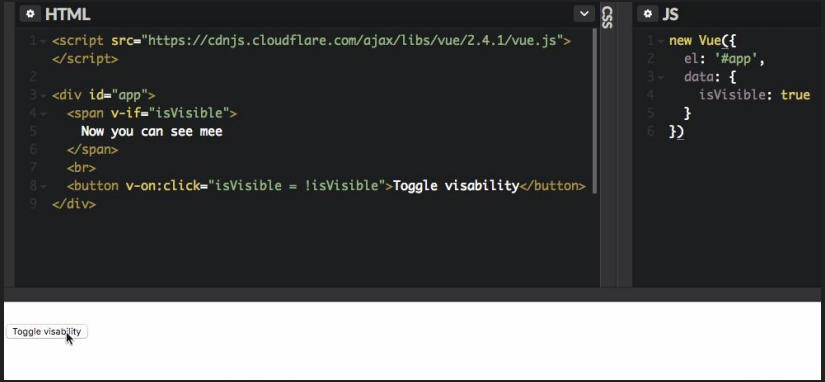 HTML
1 <script src="https://cdnjs.cloudflare.com/ajax/libs/vue/2.4.1/vue.js">
</script>
2
3 <div id="app">
4 <span v-if="isVisible">
5 Now you can see mee
6 </span>
7 <br>
8 <button v-on:click="isVisible = !isVisible">Toggle visability</button>
9 </div>
CSS
JS
1 new Vue({
2 el: '#app',
3 data: {
4 isVisible: true
5 }
6 })
Toggle visability